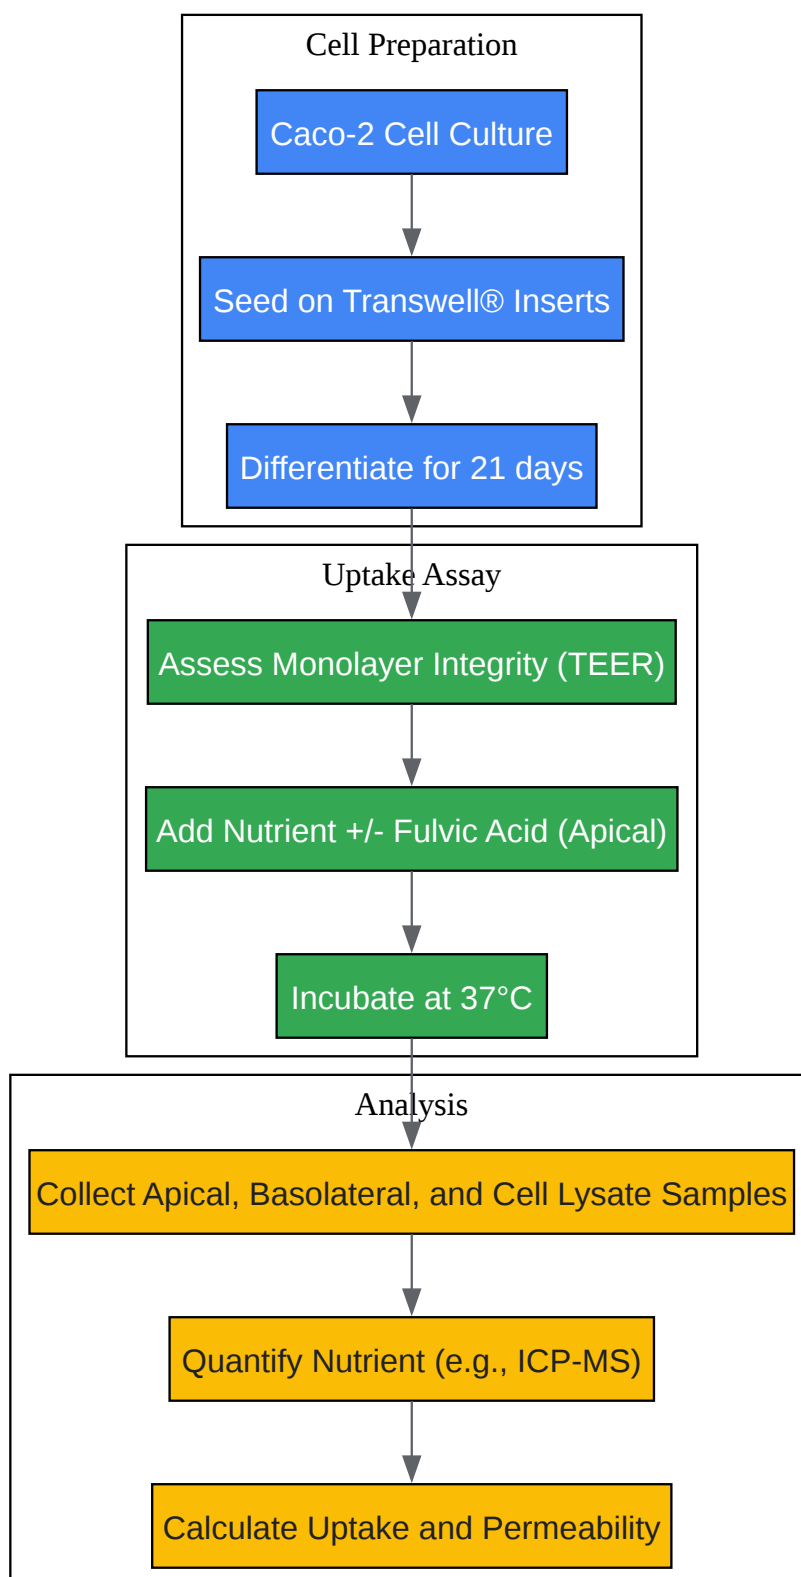 Cell Preparation
Caco-2 Cell Culture
Seed on Transwell® Inserts
Differentiate for 21 days
Uptake Assay
Assess Monolayer Integrity (TEER)
Add Nutrient +/- Fulvic Acid (Apical)
Incubate at 37°C
Analysis
Collect Apical, Basolateral, and Cell Lysate Samples
Quantify Nutrient (e.g., ICP-MS)
Calculate Uptake and Permeability